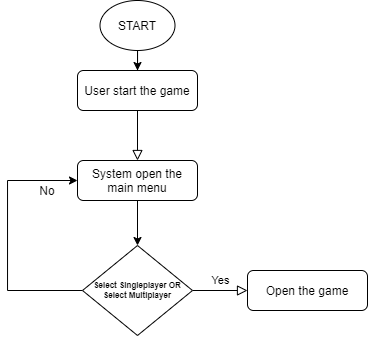 START
User start the game
System open the
main menu
No
Select Singleplayer OR
Select Multiplayer
Yes
Open the game